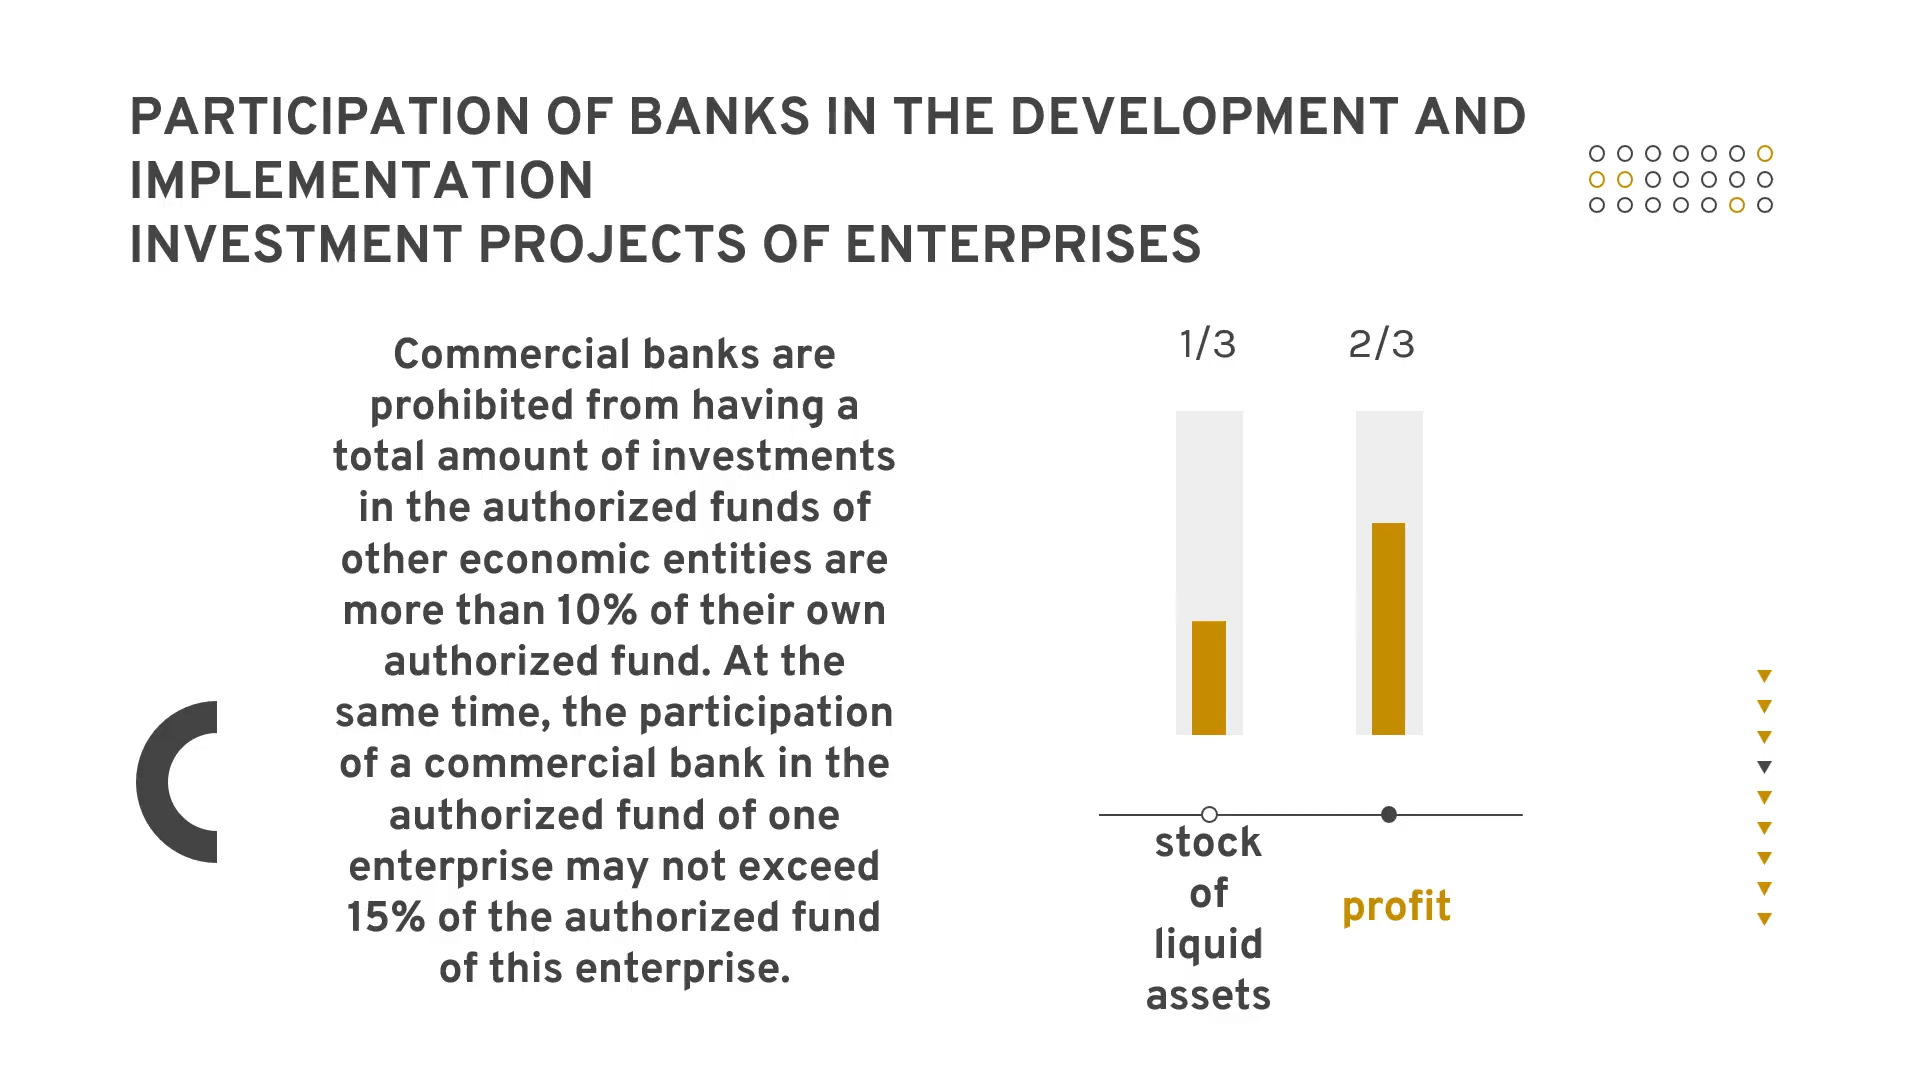 PARTICIPATION OF BANKS IN THE DEVELOPMENT AND
IMPLEMENTATION
INVESTMENT PROJECTS OF ENTERPRISES
Commercial banks are
prohibited from having a
total amount of investments
in the authorized funds of
other economic entities are
more than 10% of their own
authorized fund. At the
same time, the participation
of a commercial bank in the
authorized fund of one
enterprise may not exceed
15% of the authorized fund
of this enterprise.
1/3
2/3
stock
of
liquid
assets
profit